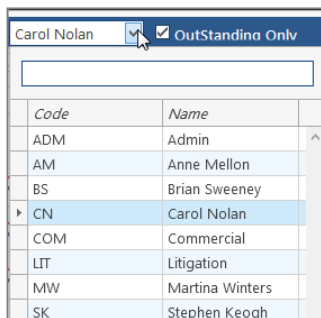 Carol Nolan OutStanding Only
Code Name
ADM Admin
AM Anne Mellon
BS Brian Sweeney
CN Carol Nolan
COM Commercial
LIT Litigation
MW Martina Winters
SK Stephen Keogh